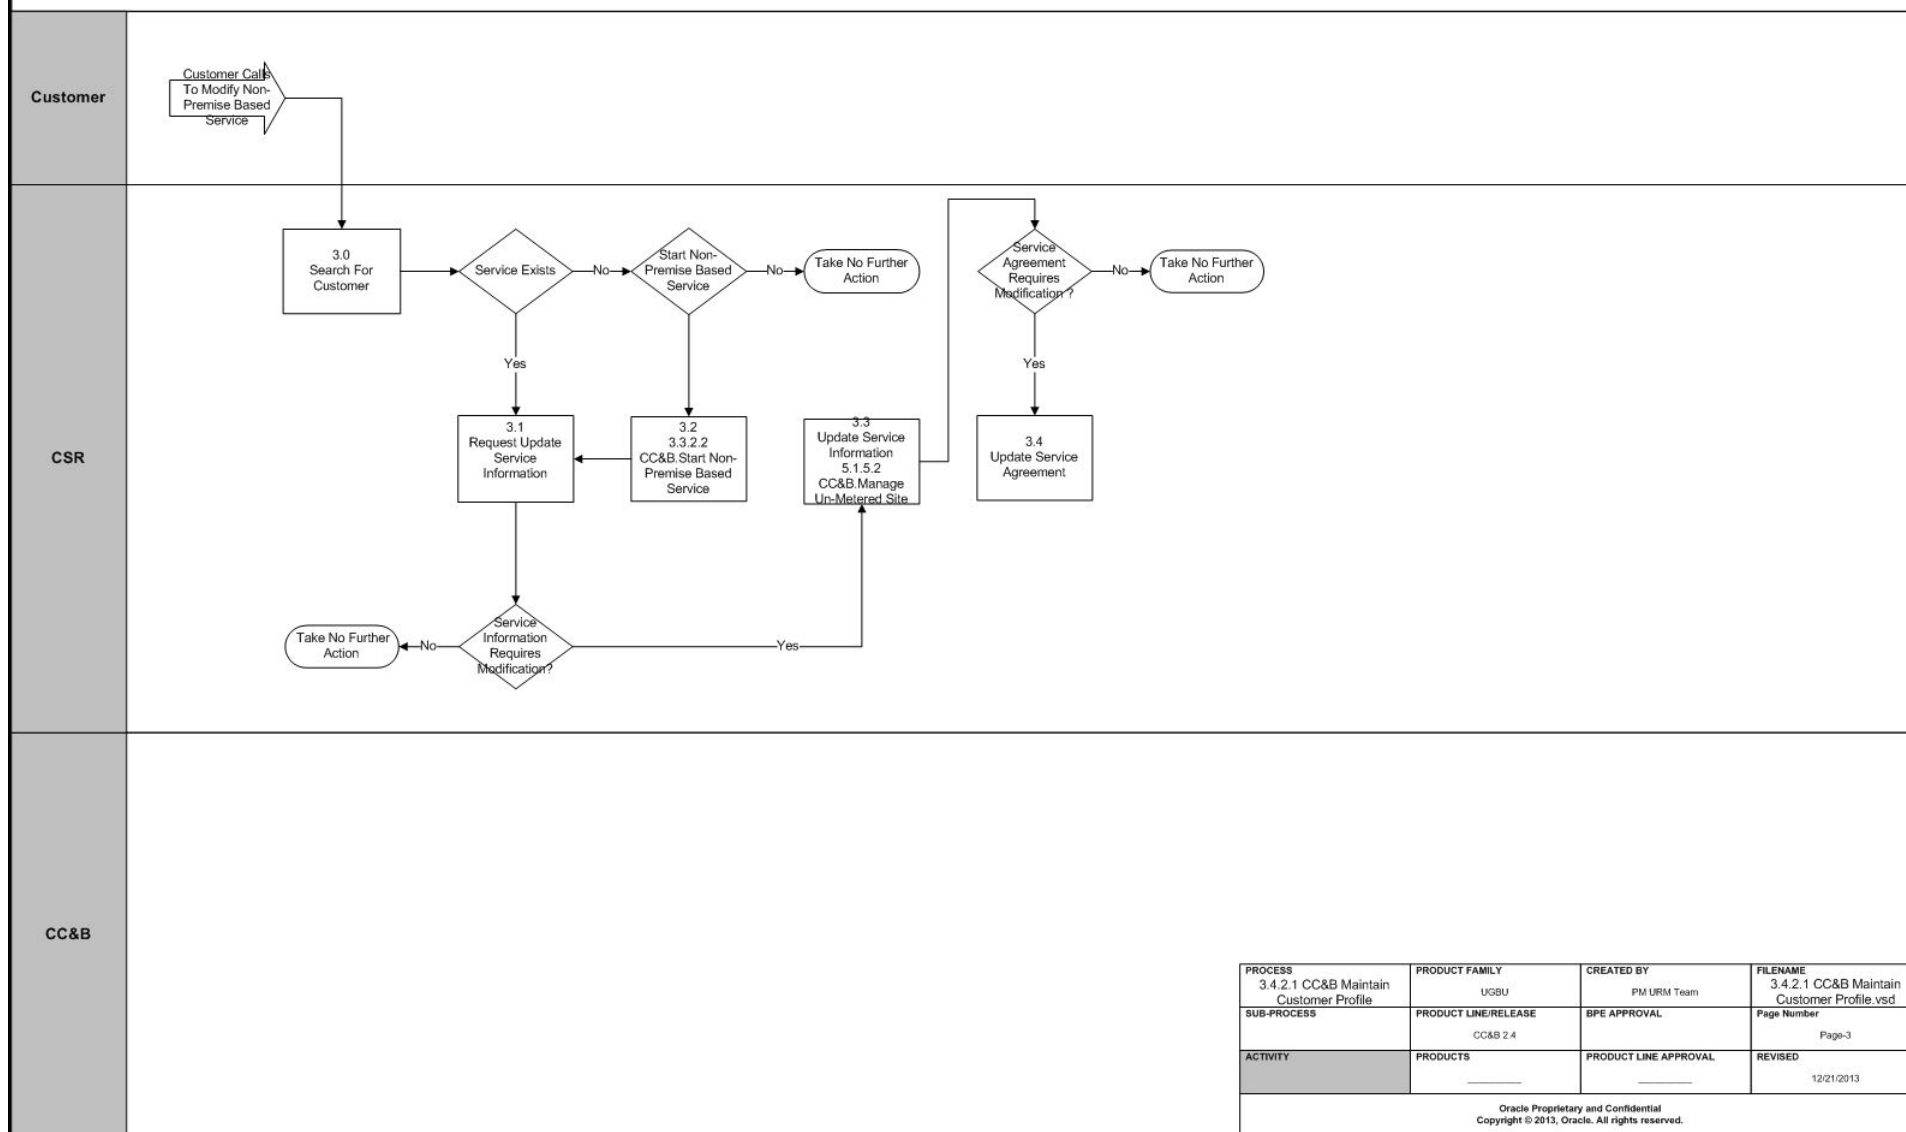 Customer
Customer Calls
To Modify Non-
Premise Based
Service
CSR
3.0
Search For
Customer
Service Exists
No
Start Non-
Premise Based
Service
No
Take No Further
Action
Service
Agreement
Requires
Modification ?
No
Take No Further
Action
Yes
Yes
3.1
Request Update
Service
Information
3.2
3.3.2.2
CC&B.Start Non-
Premise Based
Service
3.3
Update Service
Information
5.1.5.2
CC&B.Manage
Un-Metered Site
3.4
Update Service
Agreement
Take No Further
Action
No
Service
Information
Requires
Modification?
Yes
CC&B
PROCESS
3.4.2.1 CC&B Maintain
Customer Profile
PRODUCT FAMILY
UGBU
CREATED BY
PM URM Team
FILENAME
3.4.2.1 CC&B Maintain
Customer Profile.vsd
SUB-PROCESS
PRODUCT LINE/RELEASE
CC&B 2.4
BPE APPROVAL
Page Number
Page-3
ACTIVITY
PRODUCTS
PRODUCT LINE APPROVAL
REVISED
12/21/2013
Oracle Proprietary and Confidential
Copyright © 2013, Oracle. All rights reserved.